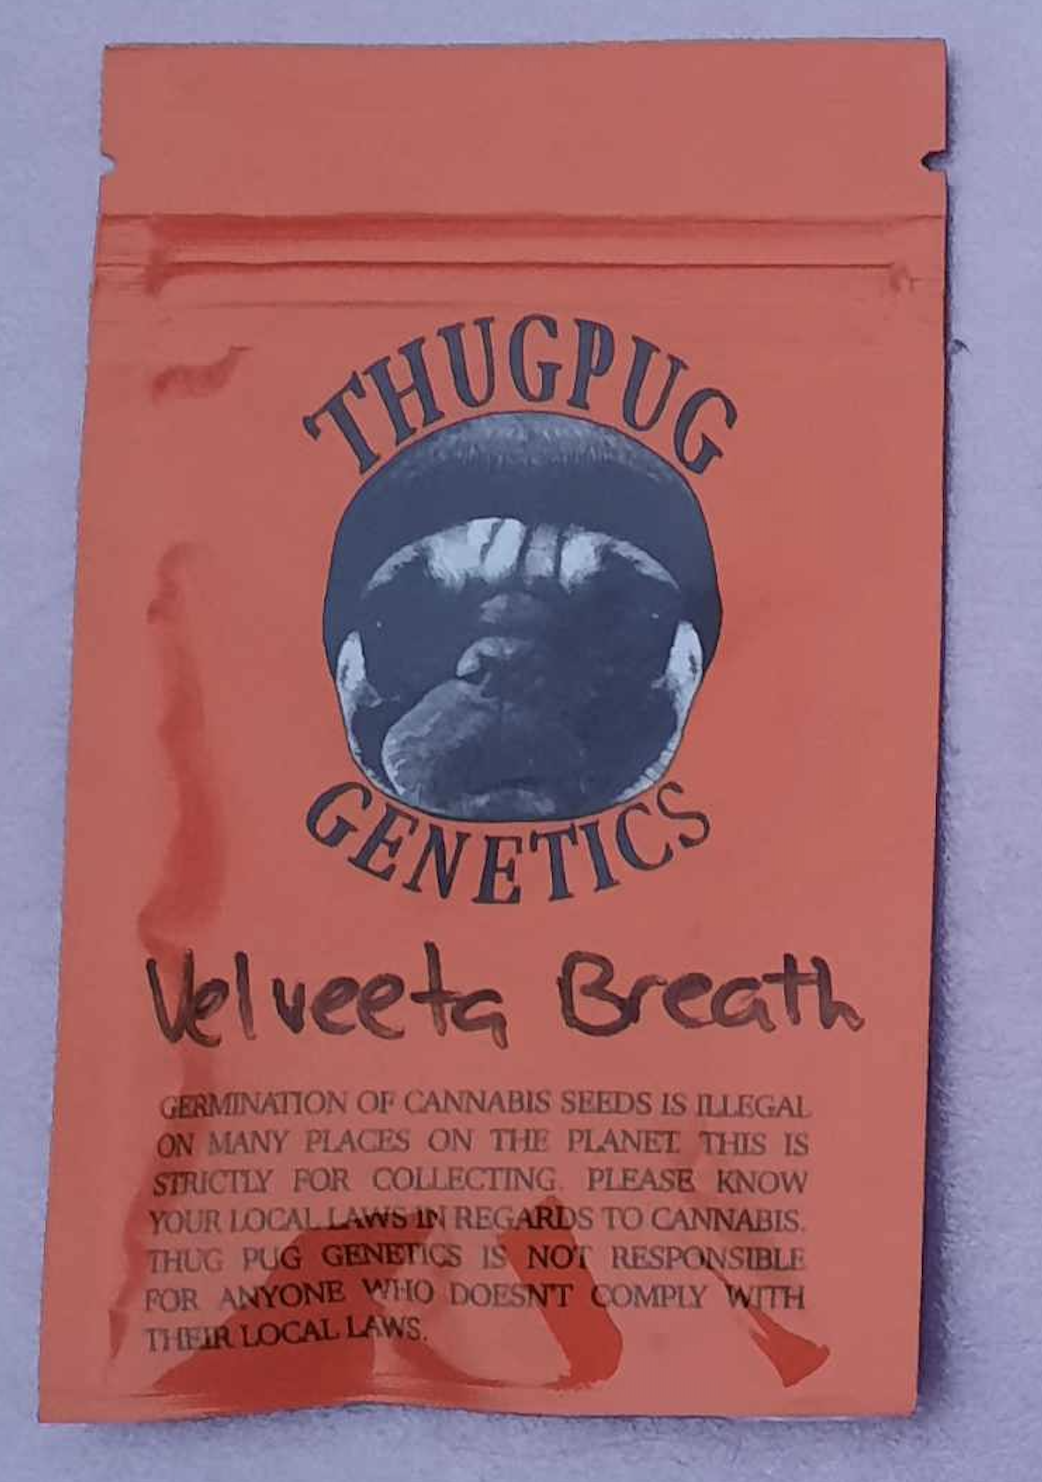 THUGPUG
GENETICS
Velveeta Breath
GERMINATION OF CANNABIS SEEDS IS ILLEGAL
ON MANY PLACES ON THE PLANET. THIS IS
STRICTLY FOR COLLECTING. PLEASE KNOW
YOUR LOCAL LAWS IN REGARDS TO CANNABIS.
THUG PUG GENETICS IS NOT RESPONSIBLE
FOR ANYONE WHO DOESN'T COMPLY WITH
THEIR LOCAL LAWS.